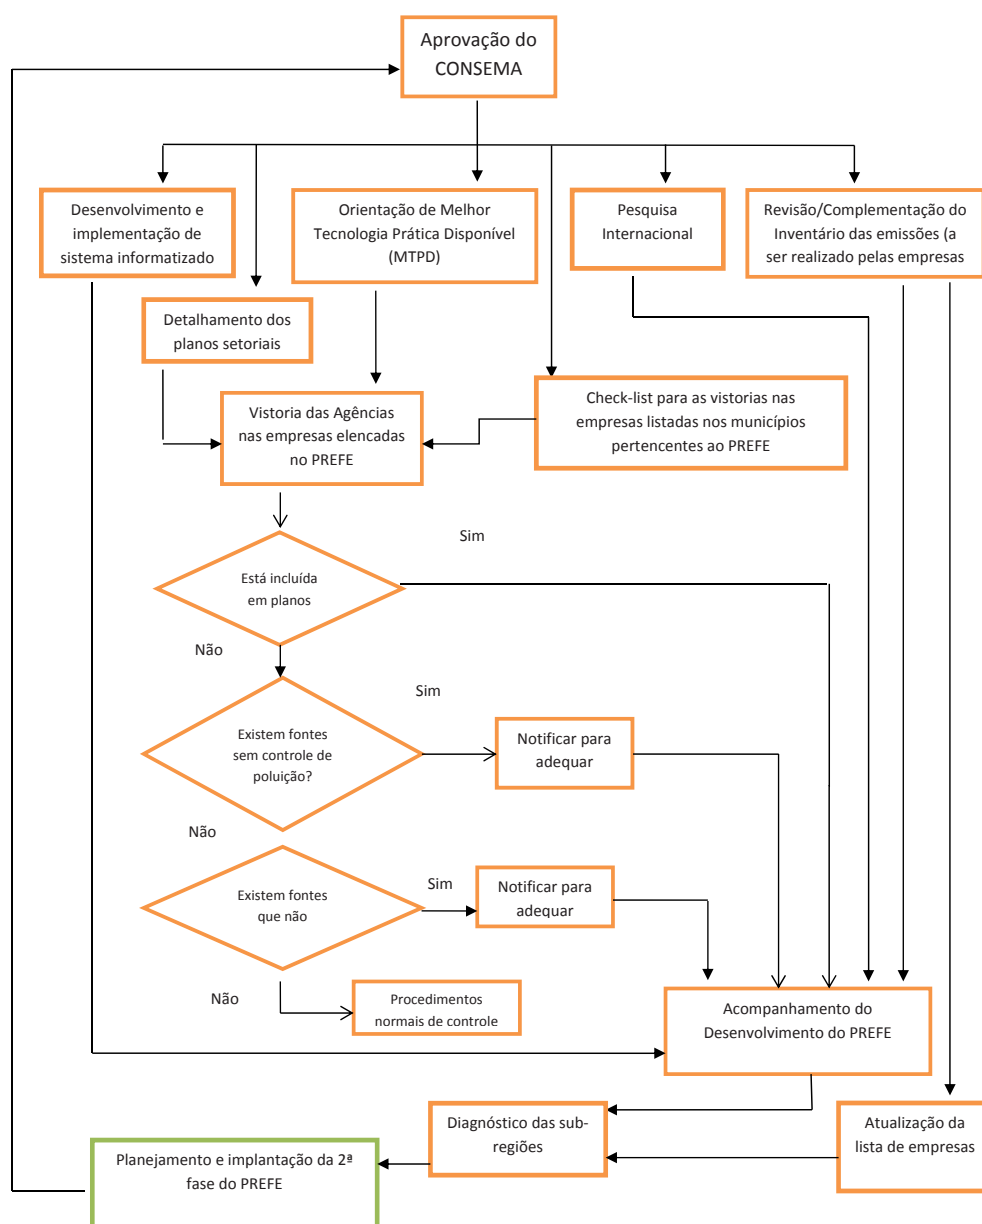 Aprovação do
CONSEMA
Desenvolvimento e
implementação de
sistema informatizado
Orientação de Melhor
Tecnologia Prática Disponível
(MTPD)
Pesquisa
Internacional
Revisão/Complementação do
Inventário das emissões (a
ser realizado pelas empresas
Detalhamento dos
planos setoriais
Vistoria das Agências
nas empresas elencadas
no PREFE
Check-list para as vistorias nas
empresas listadas nos municípios
pertencentes ao PREFE
Sim
Está incluída
em planos
Não
Sim
Existem fontes
sem controle de
poluição?
Notificar para
adequar
Não
Existem fontes
que não
Sim
Notificar para
adequar
Não
Procedimentos
normais de controle
Acompanhamento do
Desenvolvimento do PREFE
Diagnóstico das sub-
regiões
Atualização da
lista de empresas
Planejamento e implantação da 2ª
fase do PREFE